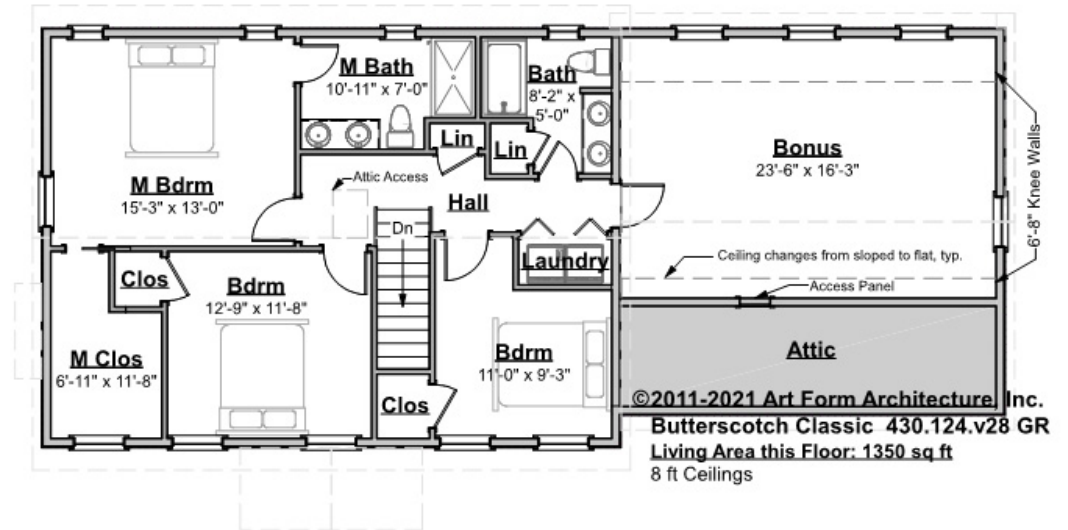 M Bath
10'-11" x 7'-0"
Bath
8'-2" x
5'-0"
Lin
Lin
Bonus
23'-6" x 16'-3"
6'-8" Knee Walls
M Bdrm
15'-3" x 13'-0"
Attic Access
Hall
Dn
Laundry
Ceiling changes from sloped to flat, typ.
Access Panel
Clos
Bdrm
12'-9" x 11'-8"
M Clos
6'-11" x 11'-8"
Bdrm
11'-0" x 9'-3"
Clos
Attic
©2011-2021 Art Form Architecture, Inc.
Butterscotch Classic 430.124.v28 GR
Living Area this Floor: 1350 sq ft
8 ft Ceilings